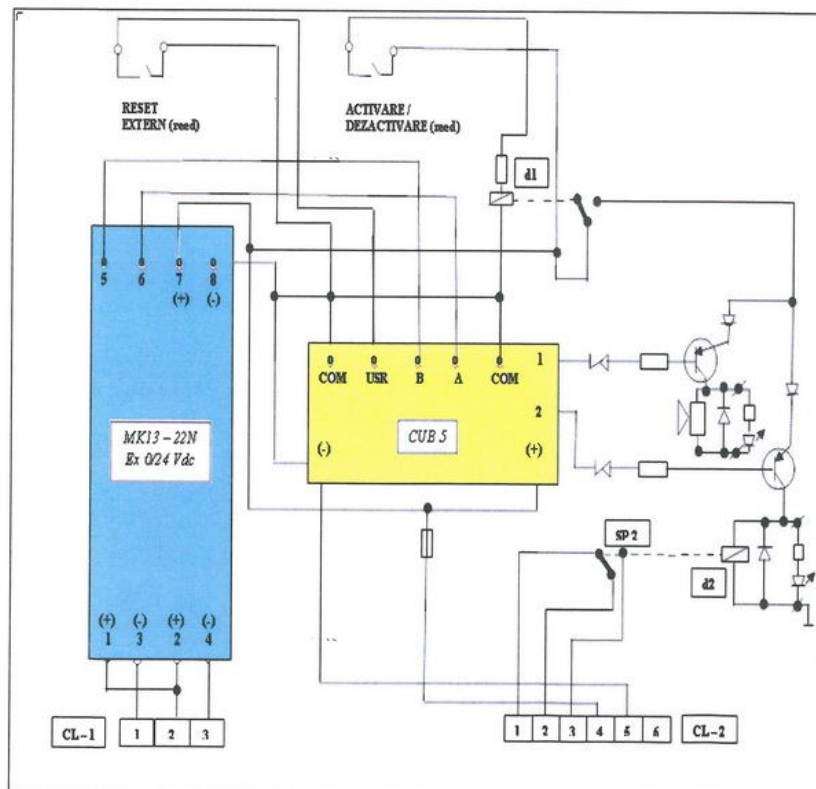 RESET
EXTERN (reed)
ACTIVARE /
DEZACTIVARE (reed)
d1
5 6 7 8
(+) (-)
COM USR B A COM
1
2
MK13 – 22N
Ex 0/24 Vdc
CUB 5
(-) (+)
SP 2
d2
(+) (-) (+) (-)
1 3 2 4
CL-1 1 2 3
1 2 3 4 5 6 CL-2